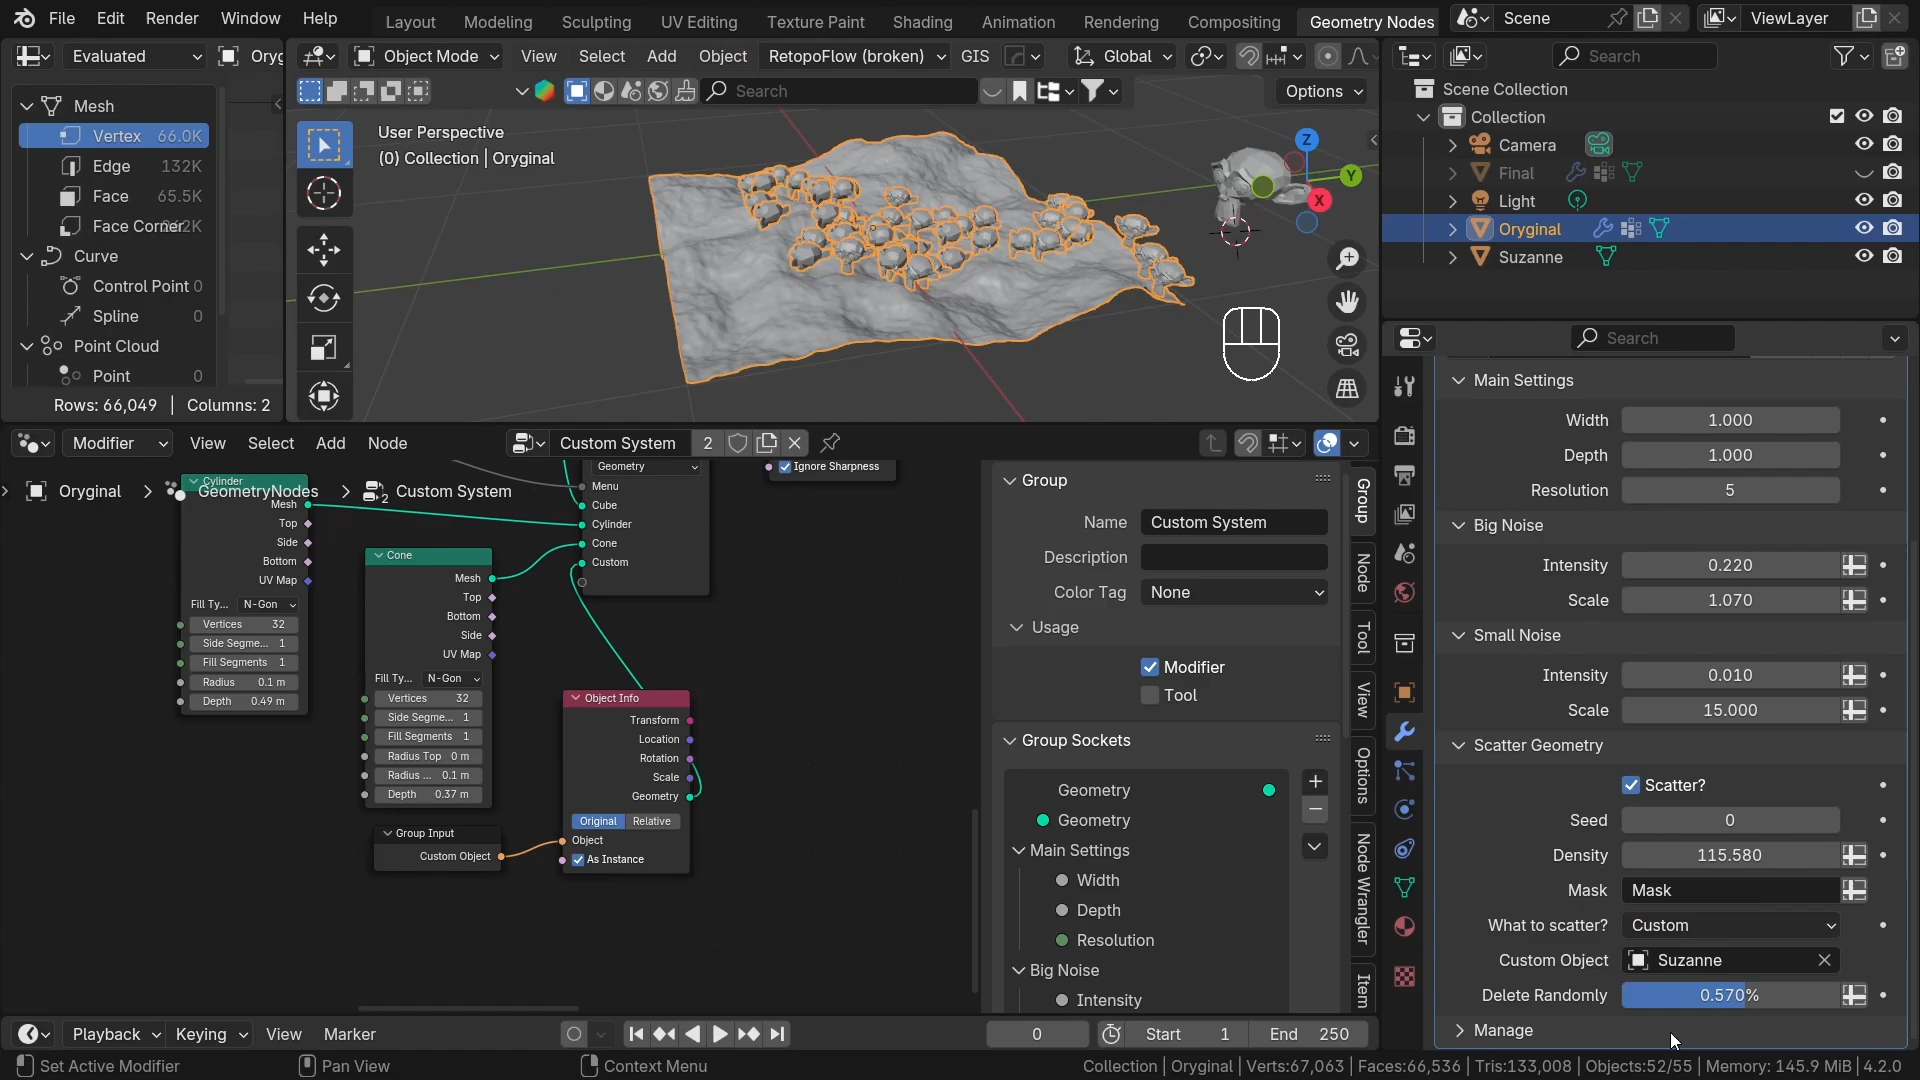 File Edit Render Window Help Layout Modeling Sculpting UV Editing Texture Paint Shading Animation Rendering Compositing Geometry Nodes Scene ViewLayer
Evaluated Oryg
Object Mode View Select Add Object RetopoFlow (broken) GIS Global
Search
Search
Options
Mesh
Vertex 66.0K
Edge 132K
Face 65.5K
Face Corner
Curve
Control Point 0
Spline 0
Point Cloud
Point 0
Rows: 66,049 | Columns: 2
User Perspective
(0) Collection | Oryginal
Z
Y
X
Scene Collection
Collection
Camera
Final
Light
Oryginal
Suzanne
Modifier View Select Add Node Custom System 2
Oryginal > GeometryNodes > Custom System
2
Cylinder
Mesh
Top
Side
Bottom
UV Map
Fill Ty... N-Gon
Vertices 32
Side Segme... 1
Fill Segments 1
Radius 0.1 m
Depth 0.49 m
Cone
Mesh
Top
Bottom
Side
UV Map
Fill Ty... N-Gon
Vertices 32
Side Segme... 1
Fill Segments 1
Radius Top 0 m
Radius ... 0.1 m
Depth 0.37 m
Group Input
Custom Object
Geometry
Menu
Cube
Cylinder
Cone
Custom
Ignore Sharpness
Object Info
Transform
Location
Rotation
Scale
Geometry
Original Relative
Object
As Instance
Group
Name Custom System
Description
Color Tag None
Usage
Modifier
Tool
Group Sockets
Geometry
Geometry
Main Settings
Width
Depth
Resolution
Big Noise
Intensity
Group
Node
Tool
View
Options
Node Wrangler
Item
Search
Main Settings
Width 1.000
Depth 1.000
Resolution 5
Big Noise
Intensity 0.220
Scale 1.070
Small Noise
Intensity 0.010
Scale 15.000
Scatter Geometry
Scatter?
Seed 0
Density 115.580
Mask Mask
What to scatter? Custom
Custom Object Suzanne
Delete Randomly 0.570%
Manage
Playback Keying View Marker 0 Start 1 End 250
Set Active Modifier Pan View Context Menu Collection | Oryginal | Verts:67,063 | Faces:66,536 | Tris:133,008 | Objects:52/55 | Memory: 145.9 MiB | 4.2.0